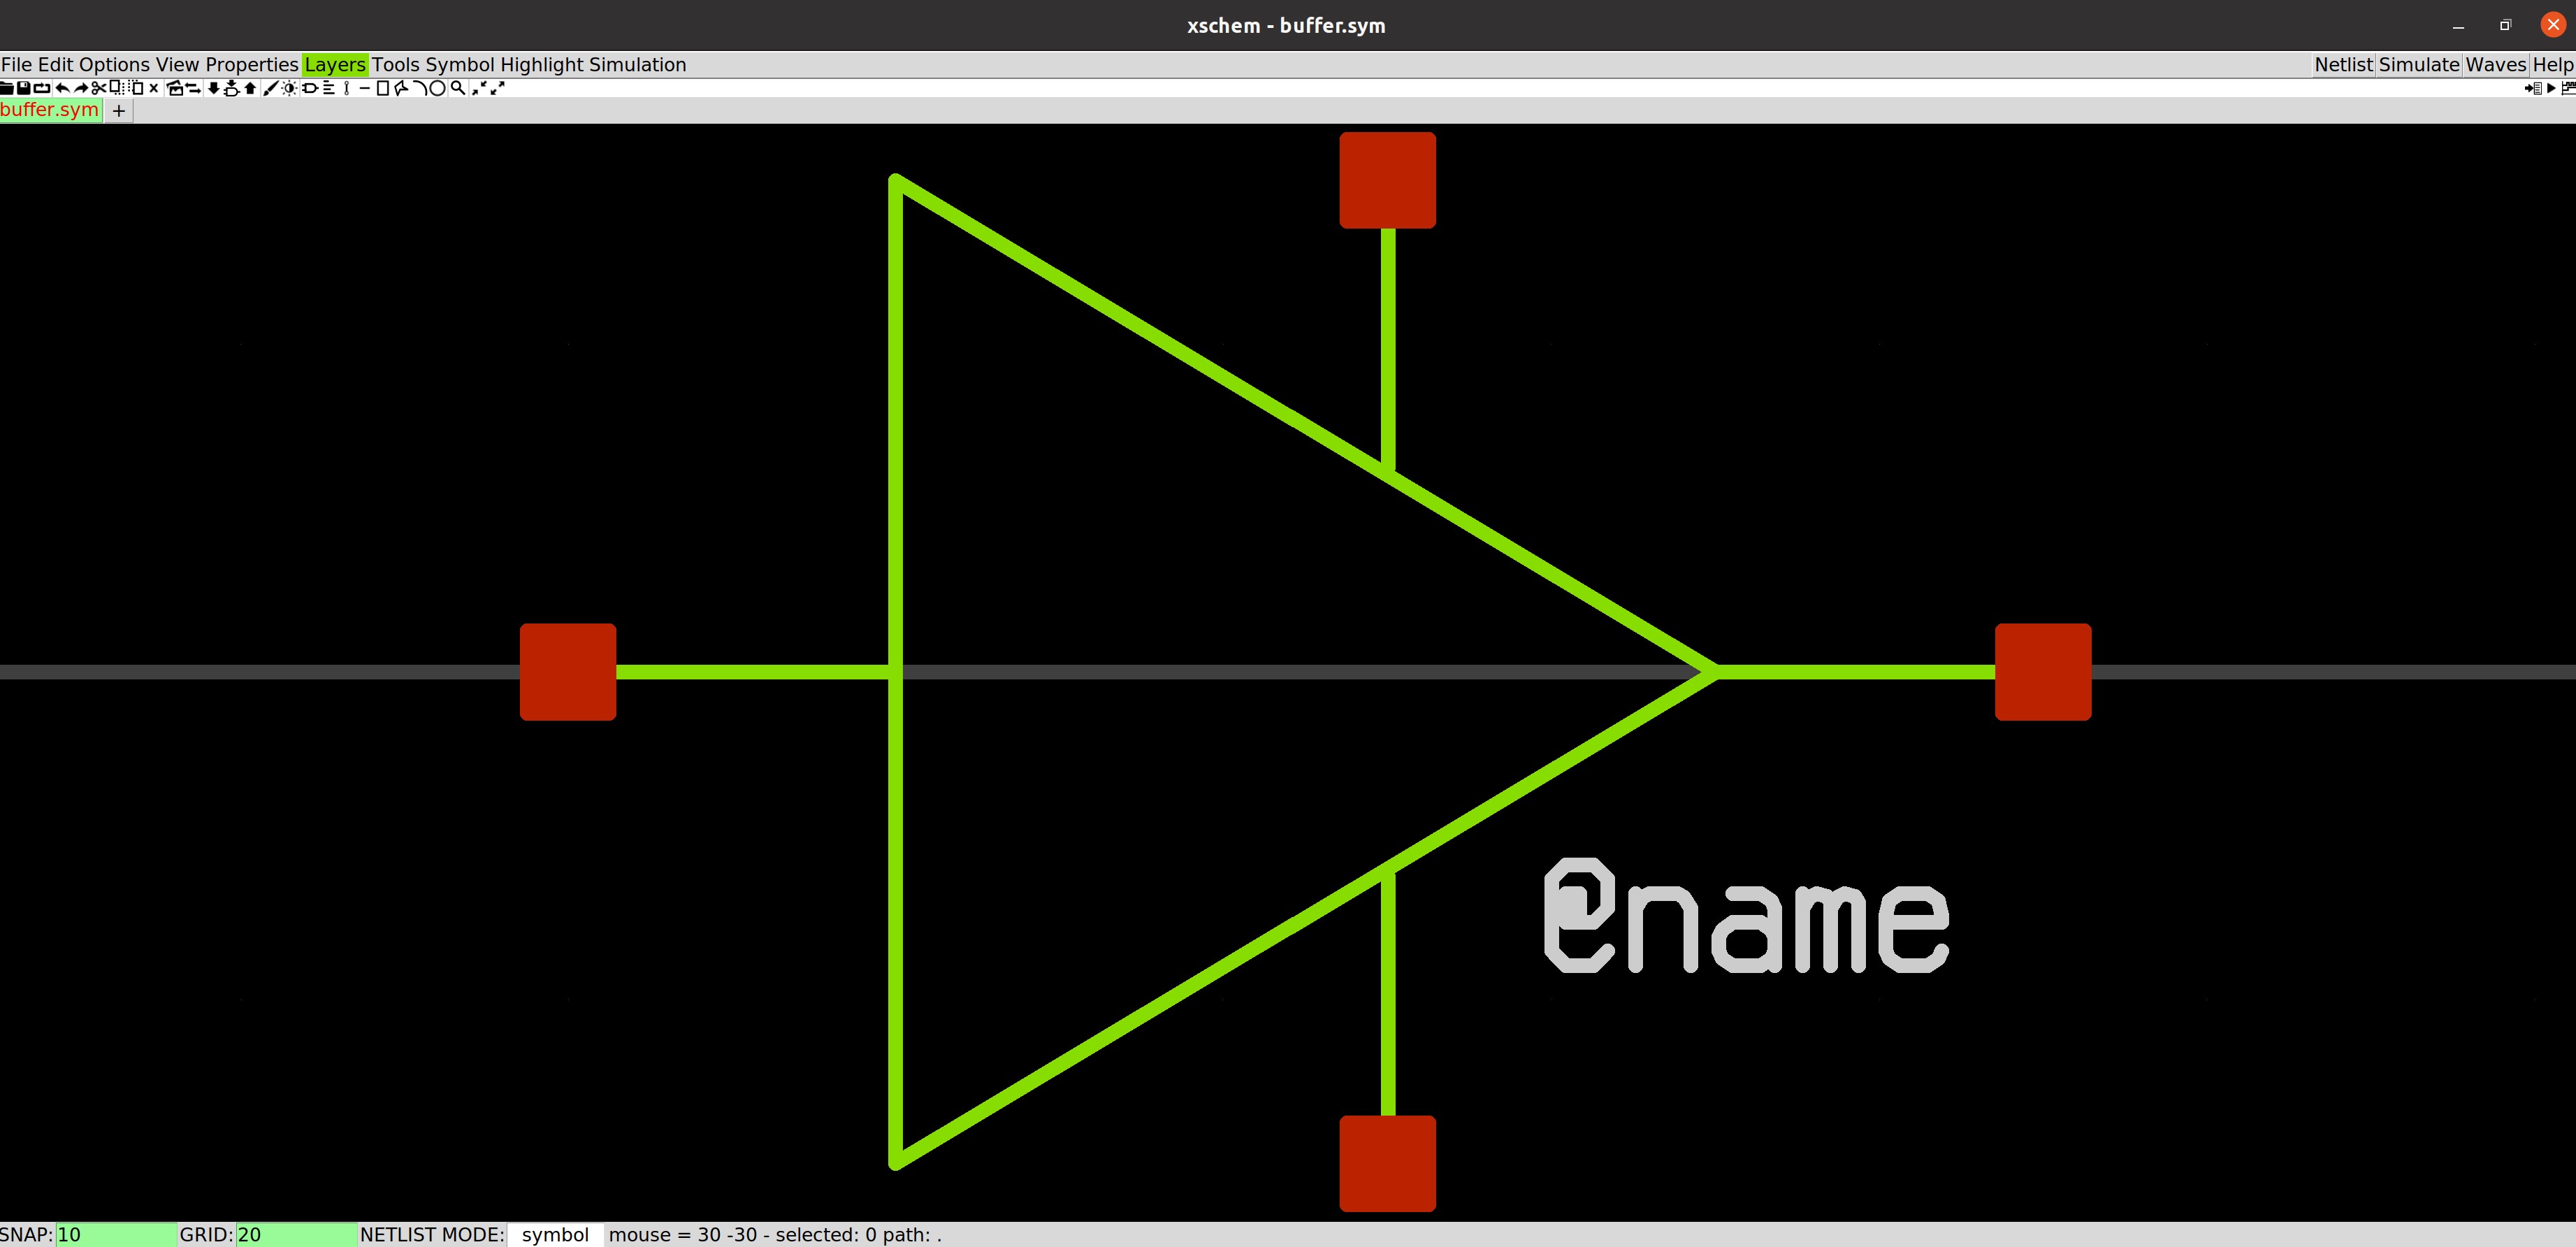 xschem - buffer.sym
File Edit Options View Properties Layers Tools Symbol Highlight Simulation Netlist Simulate Waves Help
buffer.sym +
@name
SNAP: 10 GRID: 20 NETLIST MODE: symbol mouse = 30 -30 - selected: 0 path: .